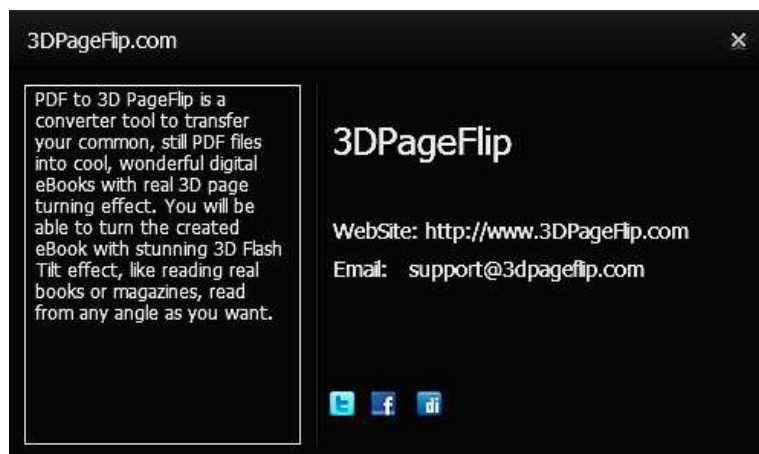 3DPageFlip.com
PDF to 3D PageFlip is a
converter tool to transfer
your common, still PDF files
into cool, wonderful digital
eBooks with real 3D page
turning effect. You will be
able to turn the created
eBook with stunning 3D Flash
Tilt effect, like reading real
books or magazines, read
from any angle as you want.
3DPageFlip
WebSite: http://www.3DPageFlip.com
Email: support@3dpageflip.com
t f di